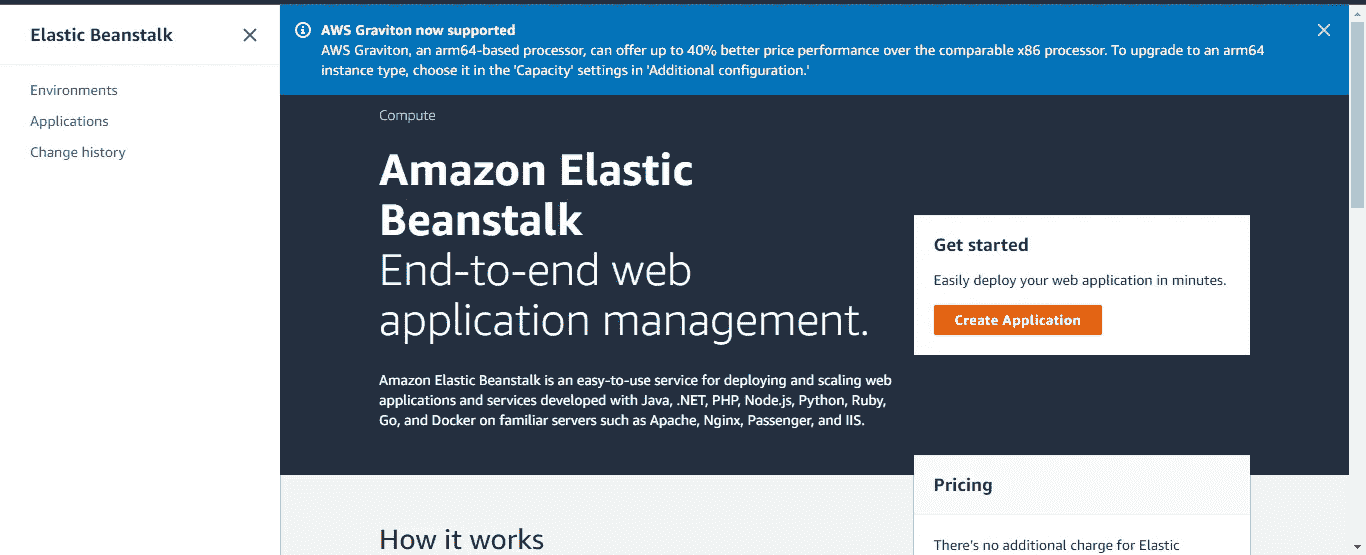 Elastic Beanstalk
Environments
Applications
Change history
AWS Graviton now supported
AWS Graviton, an arm64-based processor, can offer up to 40% better price performance over the comparable x86 processor. To upgrade to an arm64
instance type, choose it in the 'Capacity' settings in 'Additional configuration.'
Compute
Amazon Elastic
Beanstalk
End-to-end web
application management.
Amazon Elastic Beanstalk is an easy-to-use service for deploying and scaling web
applications and services developed with Java, .NET, PHP, Node.js, Python, Ruby,
Go, and Docker on familiar servers such as Apache, Nginx, Passenger, and IIS.
Get started
Easily deploy your web application in minutes.
Create Application
How it works
Pricing
There's no additional charge for Elastic